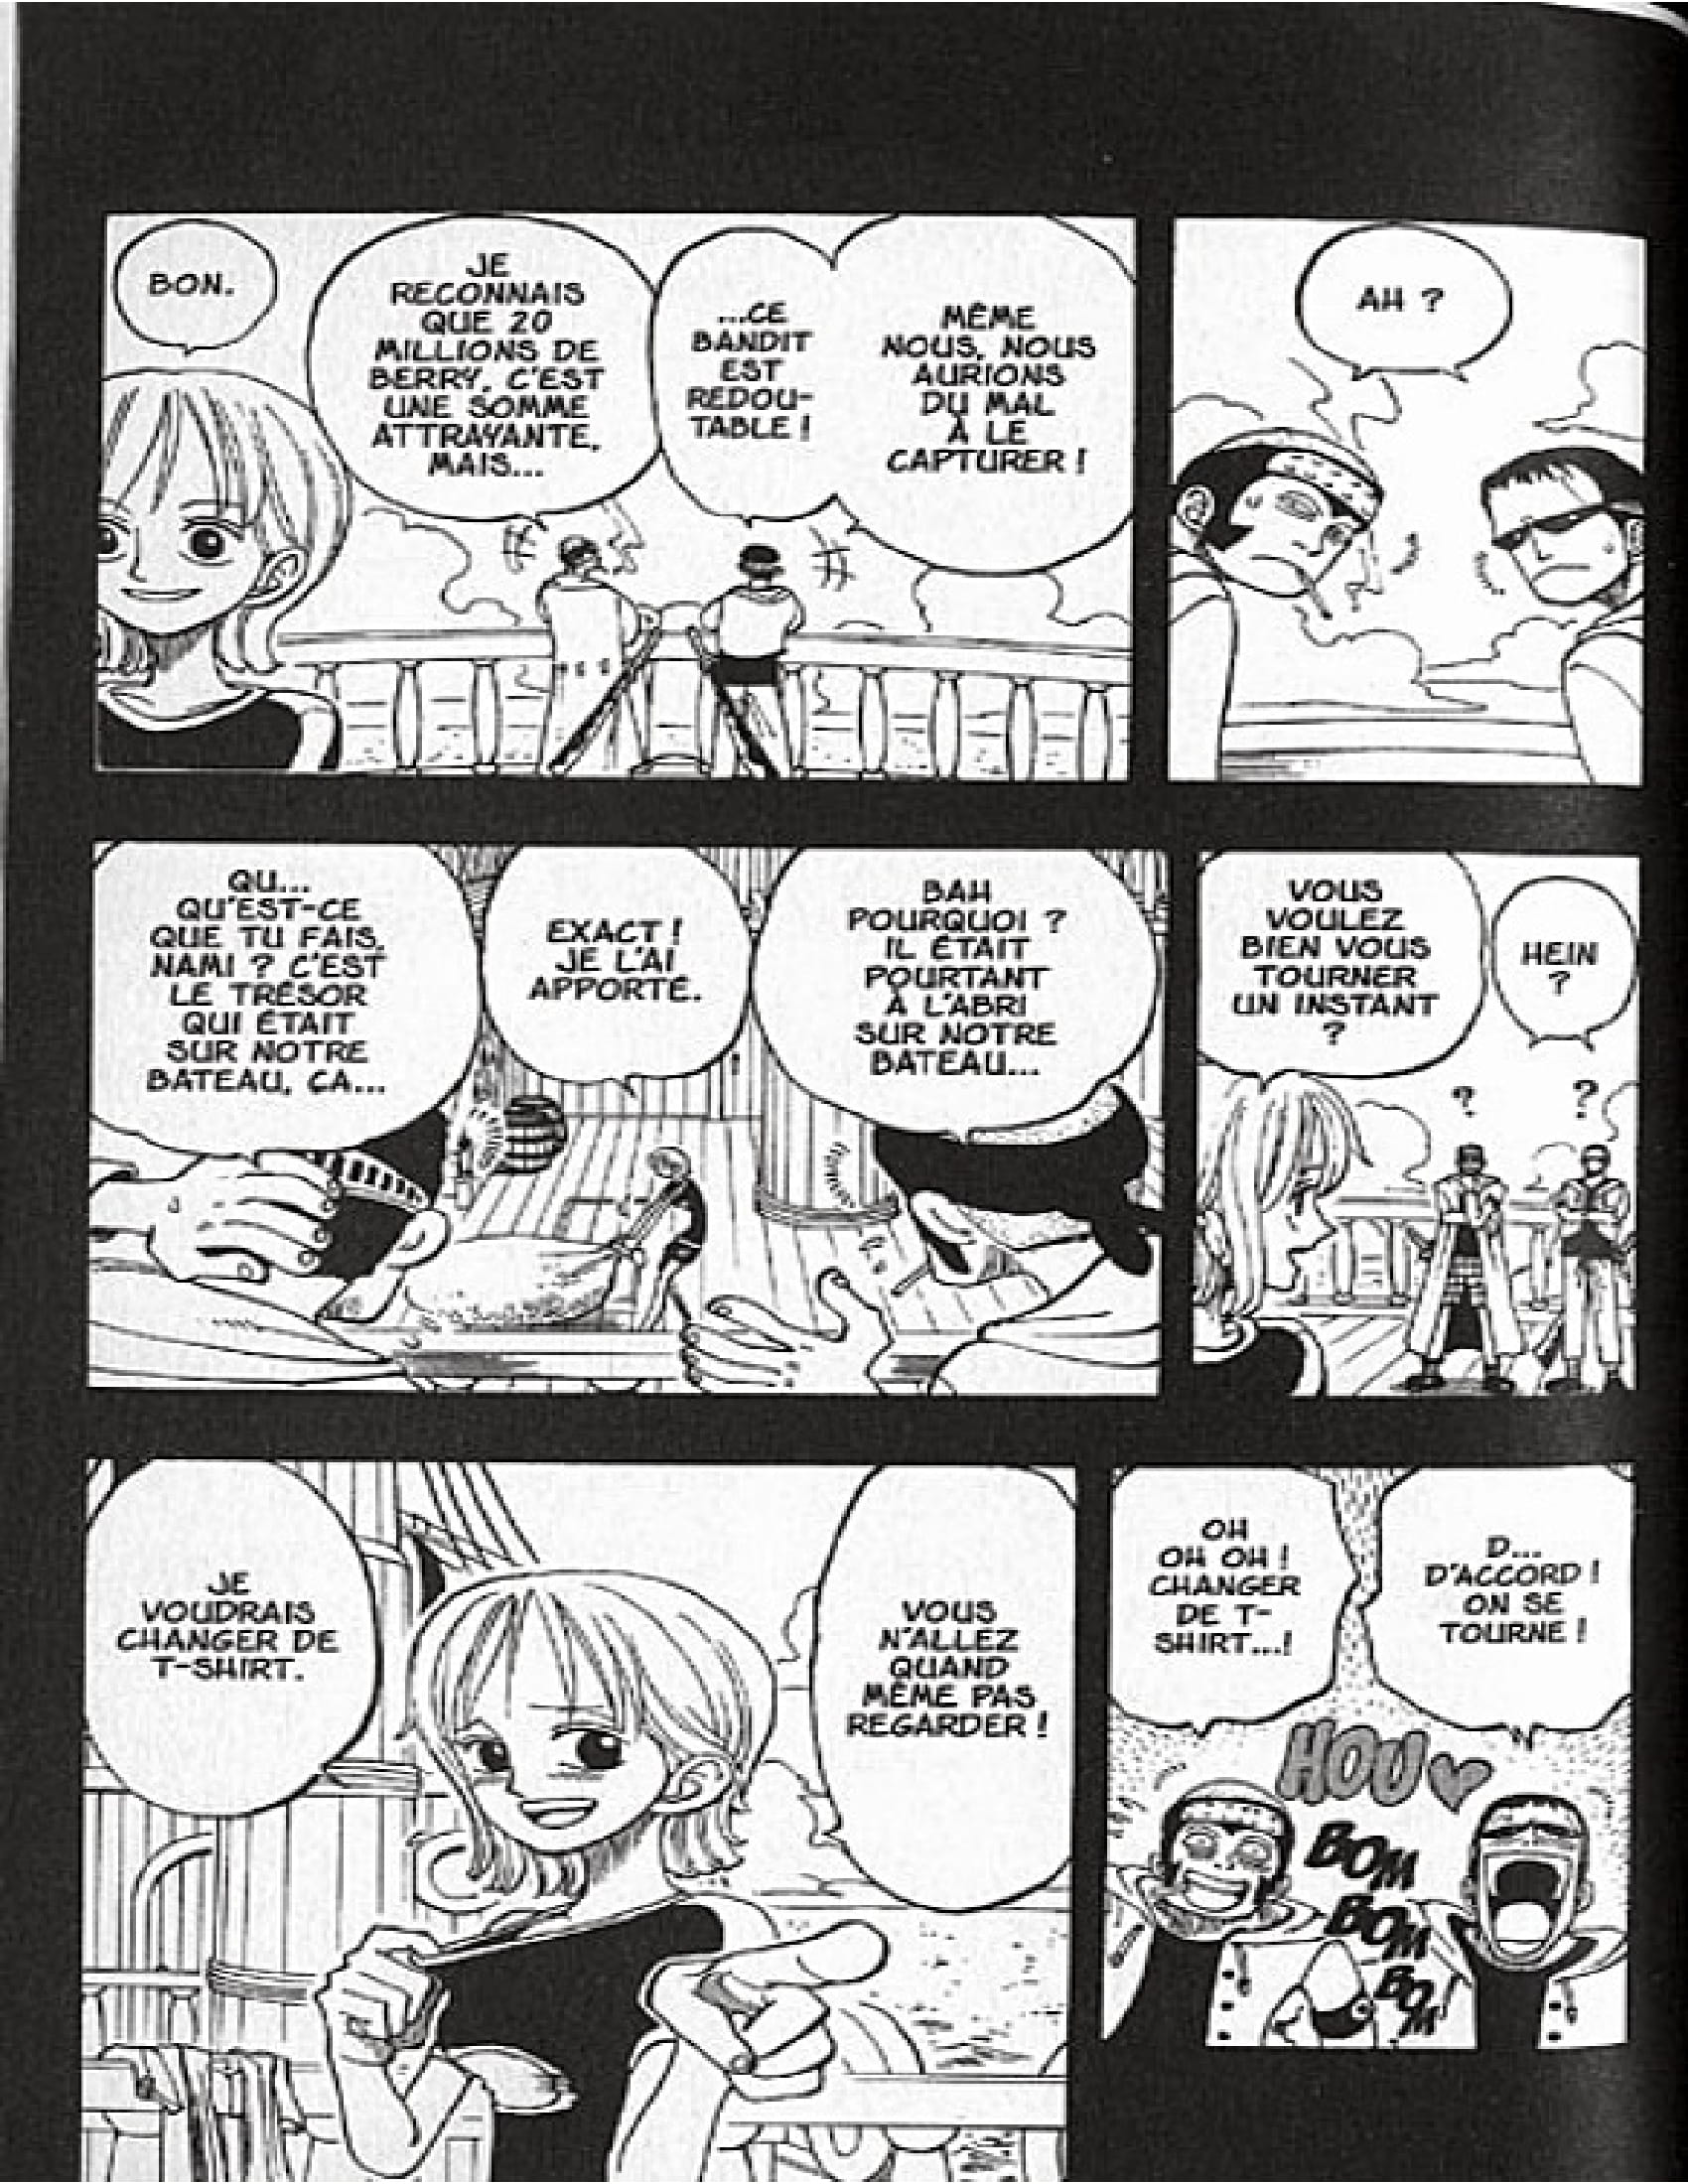 BON.
JE
RECONNAIS
QUE 20
MILLIONS DE
BERRY, C'EST
UNE SOMME
ATTRAYANTE,
MAIS...
...CE
BANDIT
EST
REDOU-
TABLE !
MÊME
NOUS, NOUS
AURIONS
DU MAL
À LE
CAPTURER !
AH ?
QU...
QU'EST-CE
QUE TU FAIS,
NAMI ? C'EST
LE TRÉSOR
QUI ÉTAIT
SUR NOTRE
BATEAU, ÇA...
EXACT !
JE L'AI
APPORTÉ.
!
BAH
POURQUOI ?
IL ÉTAIT
POURTANT
À L'ABRI
SUR NOTRE
BATEAU...
VOUS
VOULEZ
BIEN VOUS
TOURNER
UN INSTANT
?
HEIN
?
?
?
JE
VOUDRAIS
CHANGER DE
T-SHIRT.
VOUS
N'ALLEZ
QUAND
MÊME PAS
REGARDER !
OH
OH OH !
CHANGER
DE T-
SHIRT...!
D...
D'ACCORD !
ON SE
TOURNE !
HOU♥
BOM
BOM
BOM